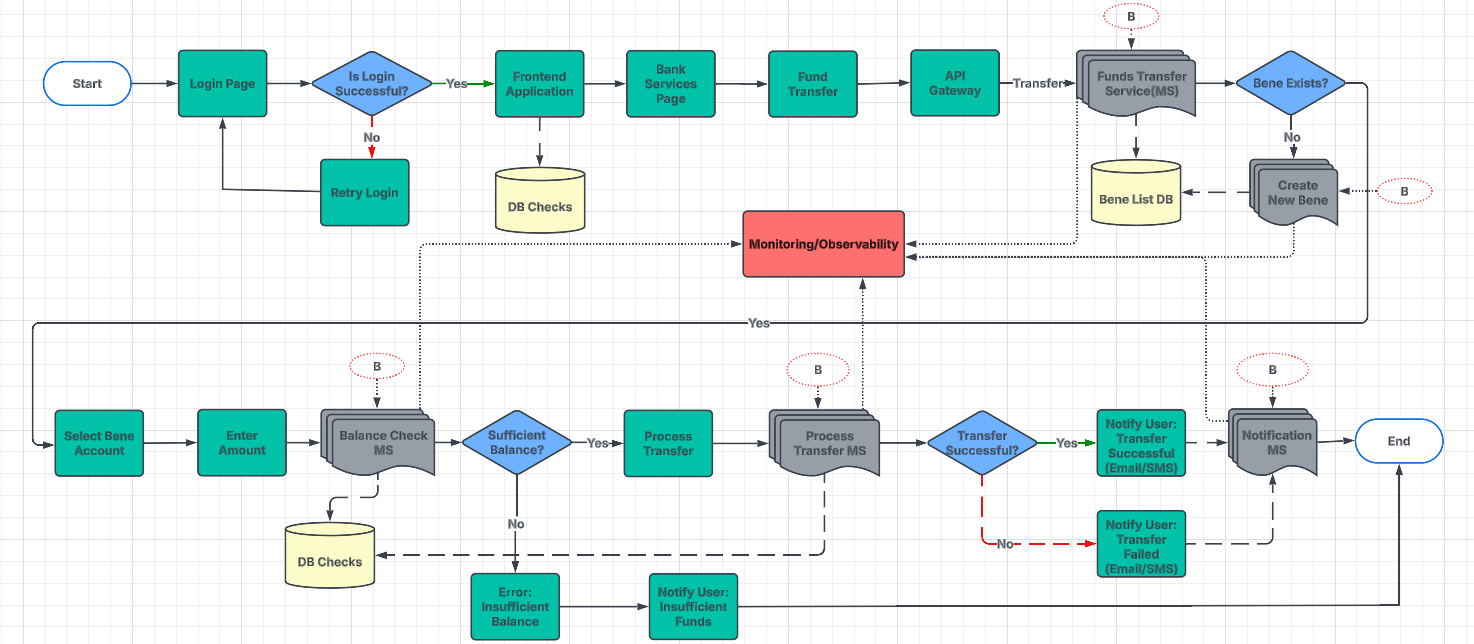 B
Start
Login Page
Is Login
Successful?
Yes
Frontend
Application
Bank
Services
Page
Fund
Transfer
API
Gateway
Transfer
Funds Transfer
Service(MS)
Bene Exists?
No
No
Retry Login
DB Checks
Bene List DB
Create
New Bene
B
Monitoring/Observability
Yes
B
B
B
Select Bene
Account
Enter
Amount
Balance Check
MS
Sufficient
Balance?
Yes
Process
Transfer
Process
Transfer MS
Transfer
Successful?
Yes
Notify User:
Transfer
Successful
(Email/SMS)
Notification
MS
End
No
DB Checks
No
Notify User:
Transfer
Failed
(Email/SMS)
Error:
Insufficient
Balance
Notify User:
Insufficient
Funds